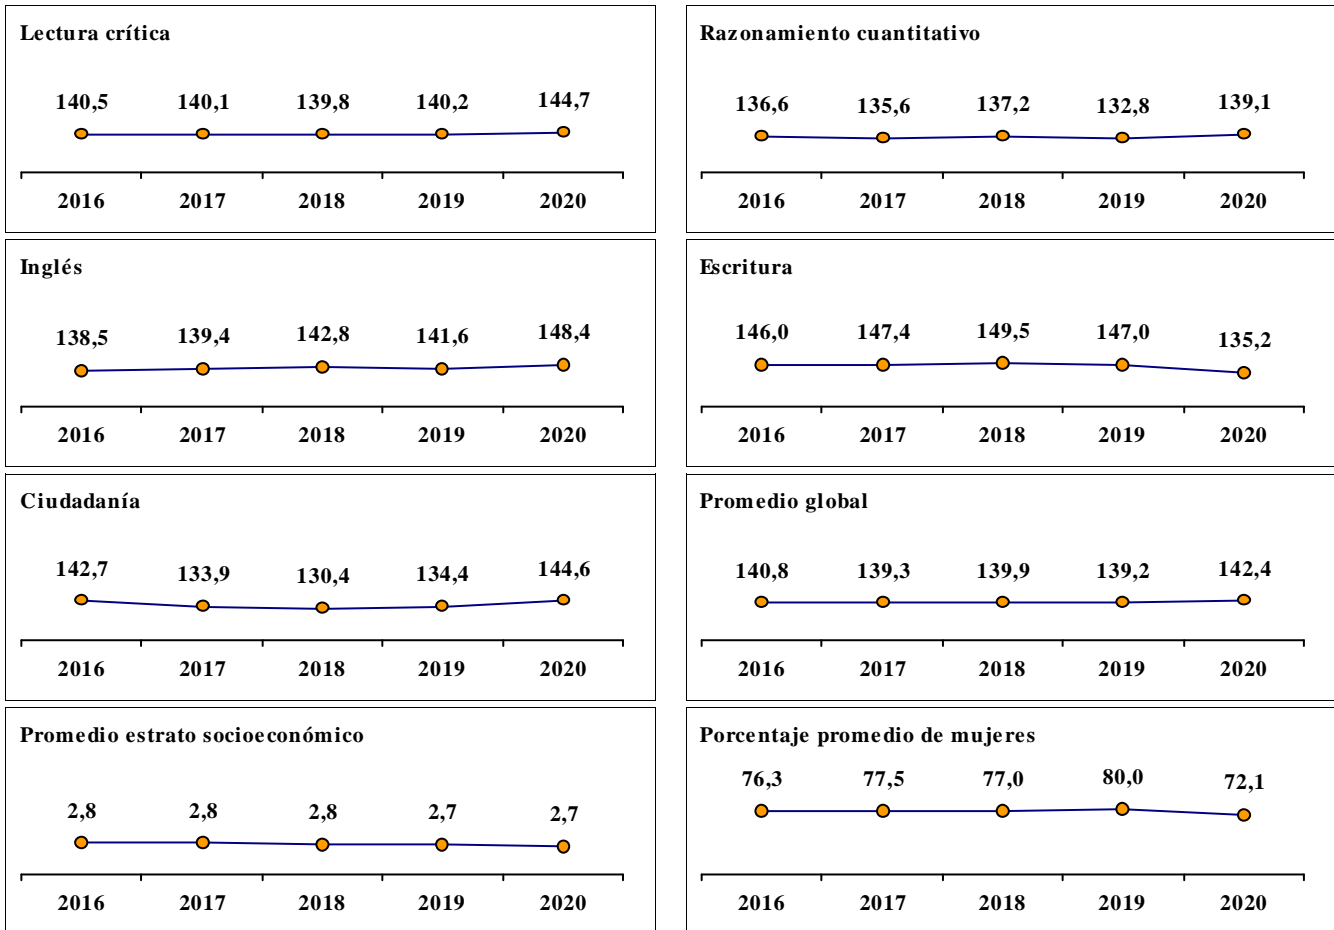 Lectura crítica
140,5 140,1 139,8 140,2 144,7
2016 2017 2018 2019 2020
Razonamiento cuantitativo
136,6 135,6 137,2 132,8 139,1
2016 2017 2018 2019 2020
Inglés
138,5 139,4 142,8 141,6 148,4
2016 2017 2018 2019 2020
Escritura
146,0 147,4 149,5 147,0 135,2
2016 2017 2018 2019 2020
Ciudadanía
142,7 133,9 130,4 134,4 144,6
2016 2017 2018 2019 2020
Promedio global
140,8 139,3 139,9 139,2 142,4
2016 2017 2018 2019 2020
Promedio estrato socioeconómico
2,8 2,8 2,8 2,7 2,7
2016 2017 2018 2019 2020
Porcentaje promedio de mujeres
76,3 77,5 77,0 80,0 72,1
2016 2017 2018 2019 2020